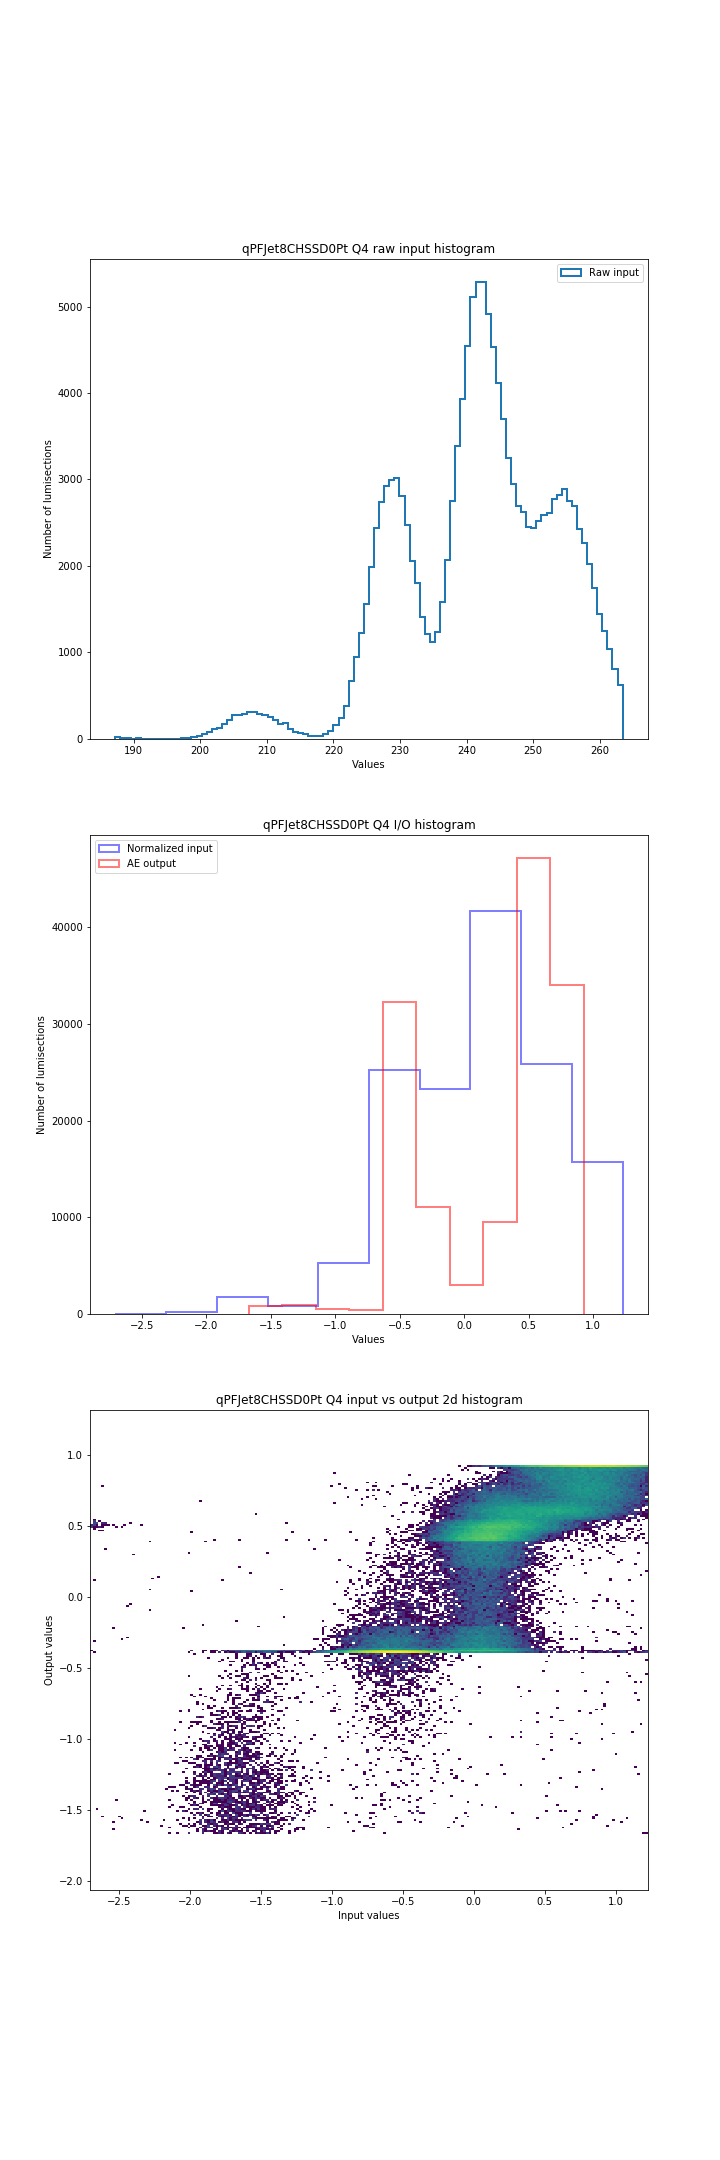 qPFJet8CHSSD0Pt Q4 raw input histogram
Raw input
5000
4000
3000
2000
1000
0
Number of lumisections
190 200 210 220 230 240 250 260
Values
qPFJet8CHSSD0Pt Q4 I/O histogram
Normalized input
AE output
40000
30000
20000
10000
0
Number of lumisections
−2.5 −2.0 −1.5 −1.0 −0.5 0.0 0.5 1.0
Values
qPFJet8CHSSD0Pt Q4 input vs output 2d histogram
1.0
0.5
0.0
−0.5
−1.0
−1.5
−2.0
Output values
−2.5 −2.0 −1.5 −1.0 −0.5 0.0 0.5 1.0
Input values